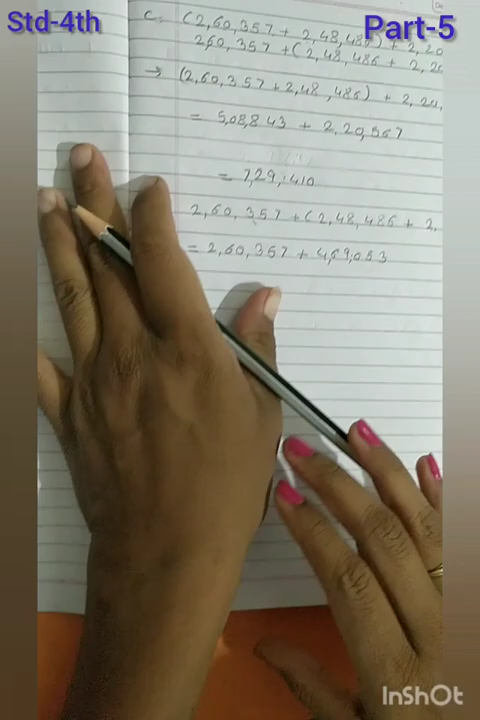 Std-4th
Part-5
c. (2,60,357 + 2,48,486) + 2,20
2,60,357 + (2,48,486 + 2,20
→ (2,60,357 + 2,48,486) + 2,20,
= 5,08,843 + 2,20,567
= 7,29,410
2,60,357 + (2,48,486 + 2,
= 2,60,357 + 4,69,053
InShOt